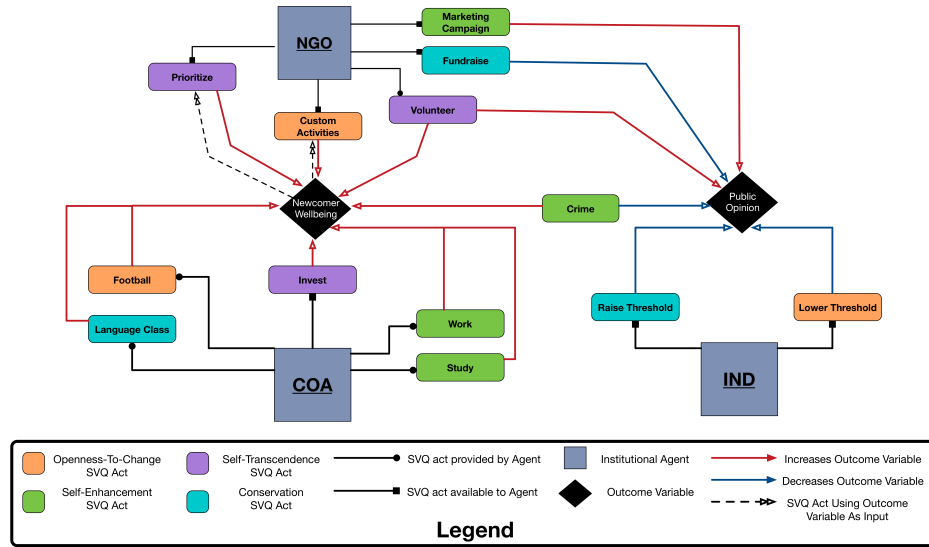 NGO
Marketing
Campaign
Fundraise
Prioritize
Volunteer
Custom
Activities
Newcomer
Wellbeing
Crime
Public
Opinion
Football
Invest
Raise Threshold
Lower Threshold
Language Class
Work
Study
COA
IND
Openness-To-Change
SVQ Act
Self-Transcendence
SVQ Act
SVQ act provided by Agent
Institutional Agent
Increases Outcome Variable
Decreases Outcome Variable
Self-Enhancement
SVQ Act
Conservation
SVQ Act
SVQ act available to Agent
Outcome Variable
SVQ Act Using Outcome
Variable As Input
Legend